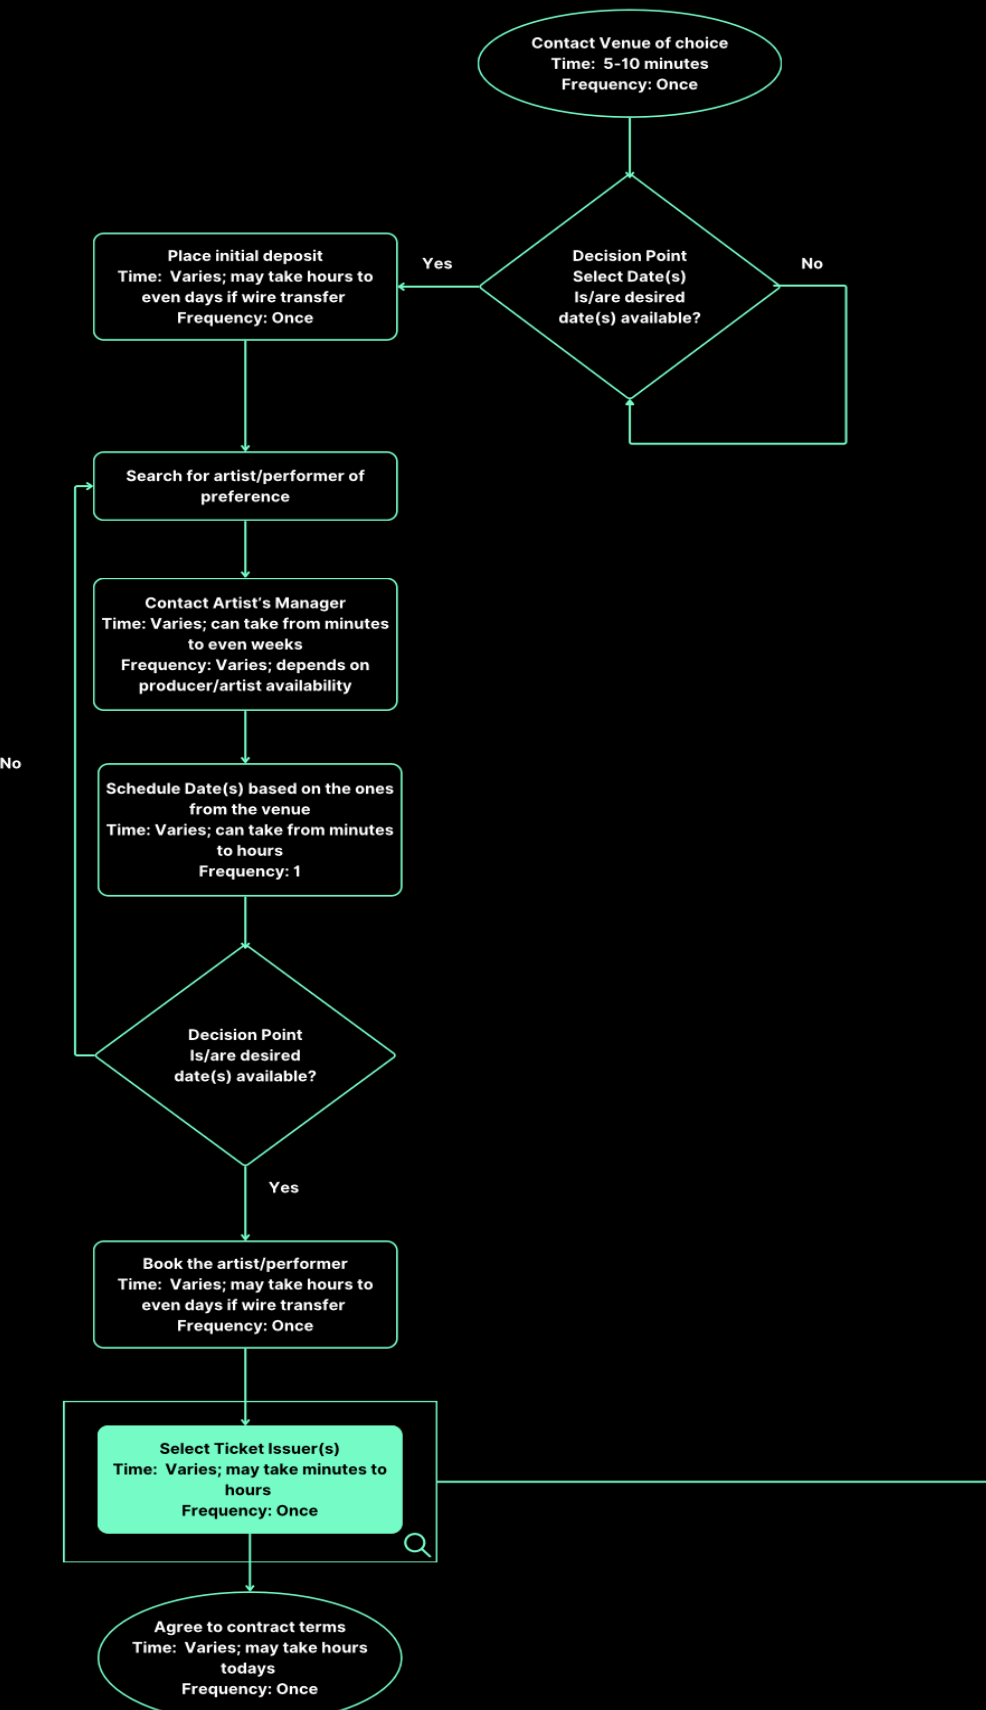 Contact Venue of choice
Time:  5-10 minutes
Frequency: Once
Decision Point
Select Date(s)
Is/are desired
date(s) available?
Yes
No
Place initial deposit
Time:  Varies; may take hours to
even days if wire transfer
Frequency: Once
Search for artist/performer of
preference
Contact Artist's Manager
Time: Varies; can take from minutes
to even weeks
Frequency: Varies; depends on
producer/artist availability
No
Schedule Date(s) based on the ones
from the venue
Time: Varies; can take from minutes
to hours
Frequency: 1
Decision Point
Is/are desired
date(s) available?
Yes
Book the artist/performer
Time:  Varies; may take hours to
even days if wire transfer
Frequency: Once
Select Ticket Issuer(s)
Time:  Varies; may take minutes to
hours
Frequency: Once
Agree to contract terms
Time:  Varies; may take hours
todays
Frequency: Once